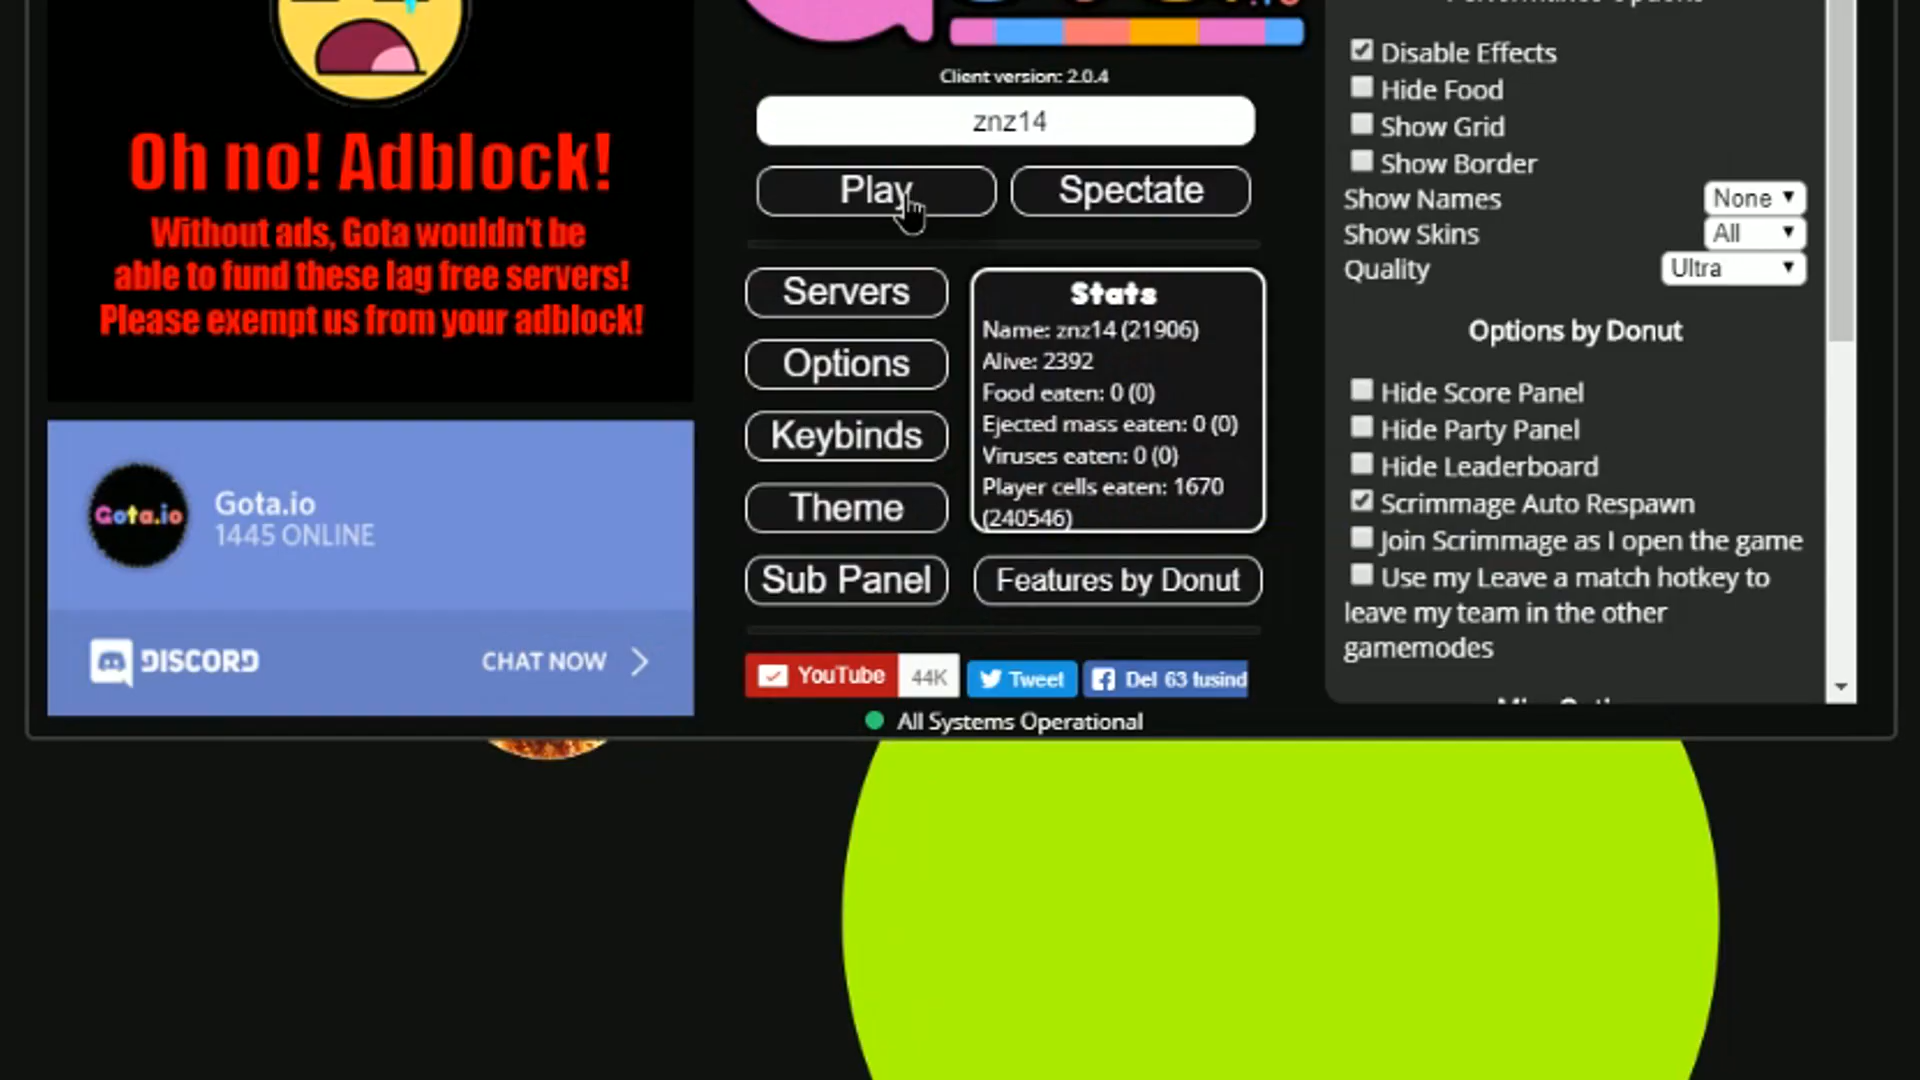 Oh no! Adblock!
Without ads, Gota wouldn't be
able to fund these lag free servers!
Please exempt us from your adblock!
Gota.io
Gota.io
1445 ONLINE
DISCORD
CHAT NOW
Client version: 2.0.4
znz14
Play
Spectate
Servers
Options
Keybinds
Theme
Sub Panel
Stats
Name: znz14 (21906)
Alive: 2392
Food eaten: 0 (0)
Ejected mass eaten: 0 (0)
Viruses eaten: 0 (0)
Player cells eaten: 1670
(240546)
Features by Donut
YouTube 44K
Tweet
Del 63 tusind
All Systems Operational
Disable Effects
Hide Food
Show Grid
Show Border
Show Names None
Show Skins All
Quality Ultra
Options by Donut
Hide Score Panel
Hide Party Panel
Hide Leaderboard
Scrimmage Auto Respawn
Join Scrimmage as I open the game
Use my Leave a match hotkey to
leave my team in the other
gamemodes